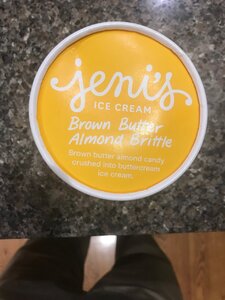 jeni's
ICE CREAM
Brown Butter
Almond Brittle
Brown butter almond candy
crushed into buttercream
ice cream.